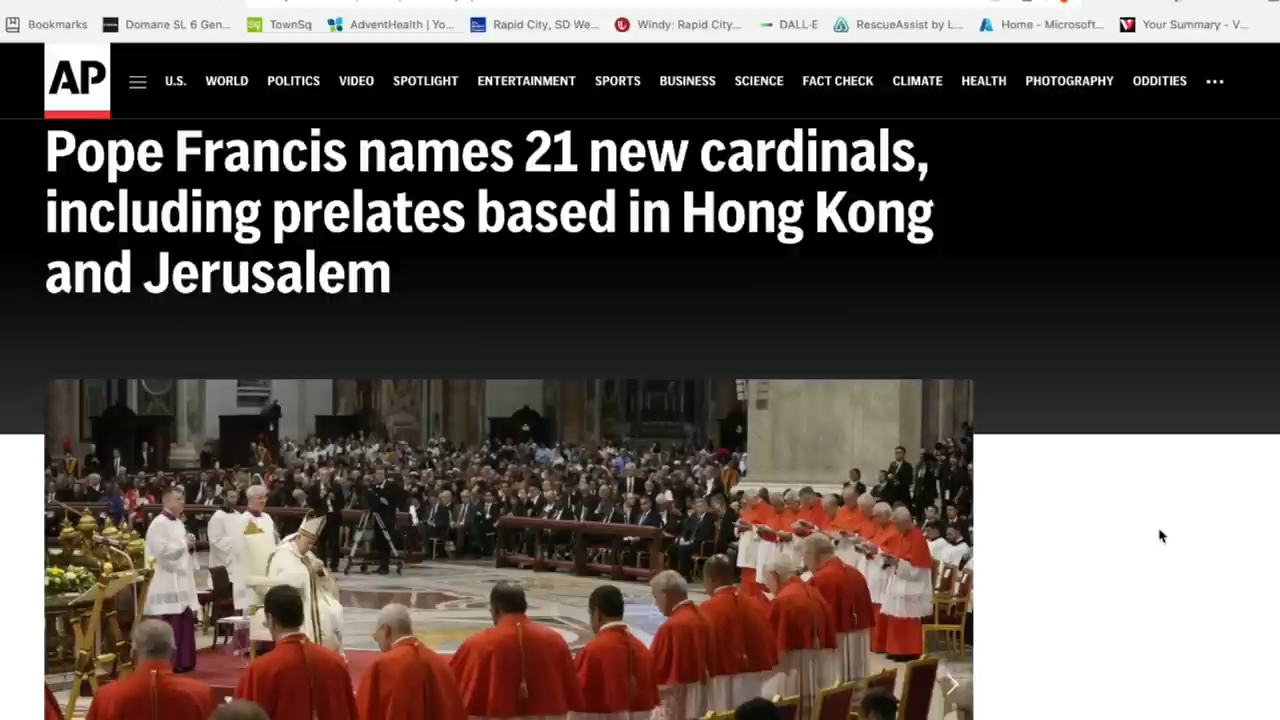 Bookmarks Domane SL 6 Gen... TownSq AdventHealth | Yo... Rapid City, SD We... Windy: Rapid City... DALL·E RescueAssist by L... Home - Microsoft... Your Summary - V...
AP U.S. WORLD POLITICS VIDEO SPOTLIGHT ENTERTAINMENT SPORTS BUSINESS SCIENCE FACT CHECK CLIMATE HEALTH PHOTOGRAPHY ODDITIES
Pope Francis names 21 new cardinals,
including prelates based in Hong Kong
and Jerusalem